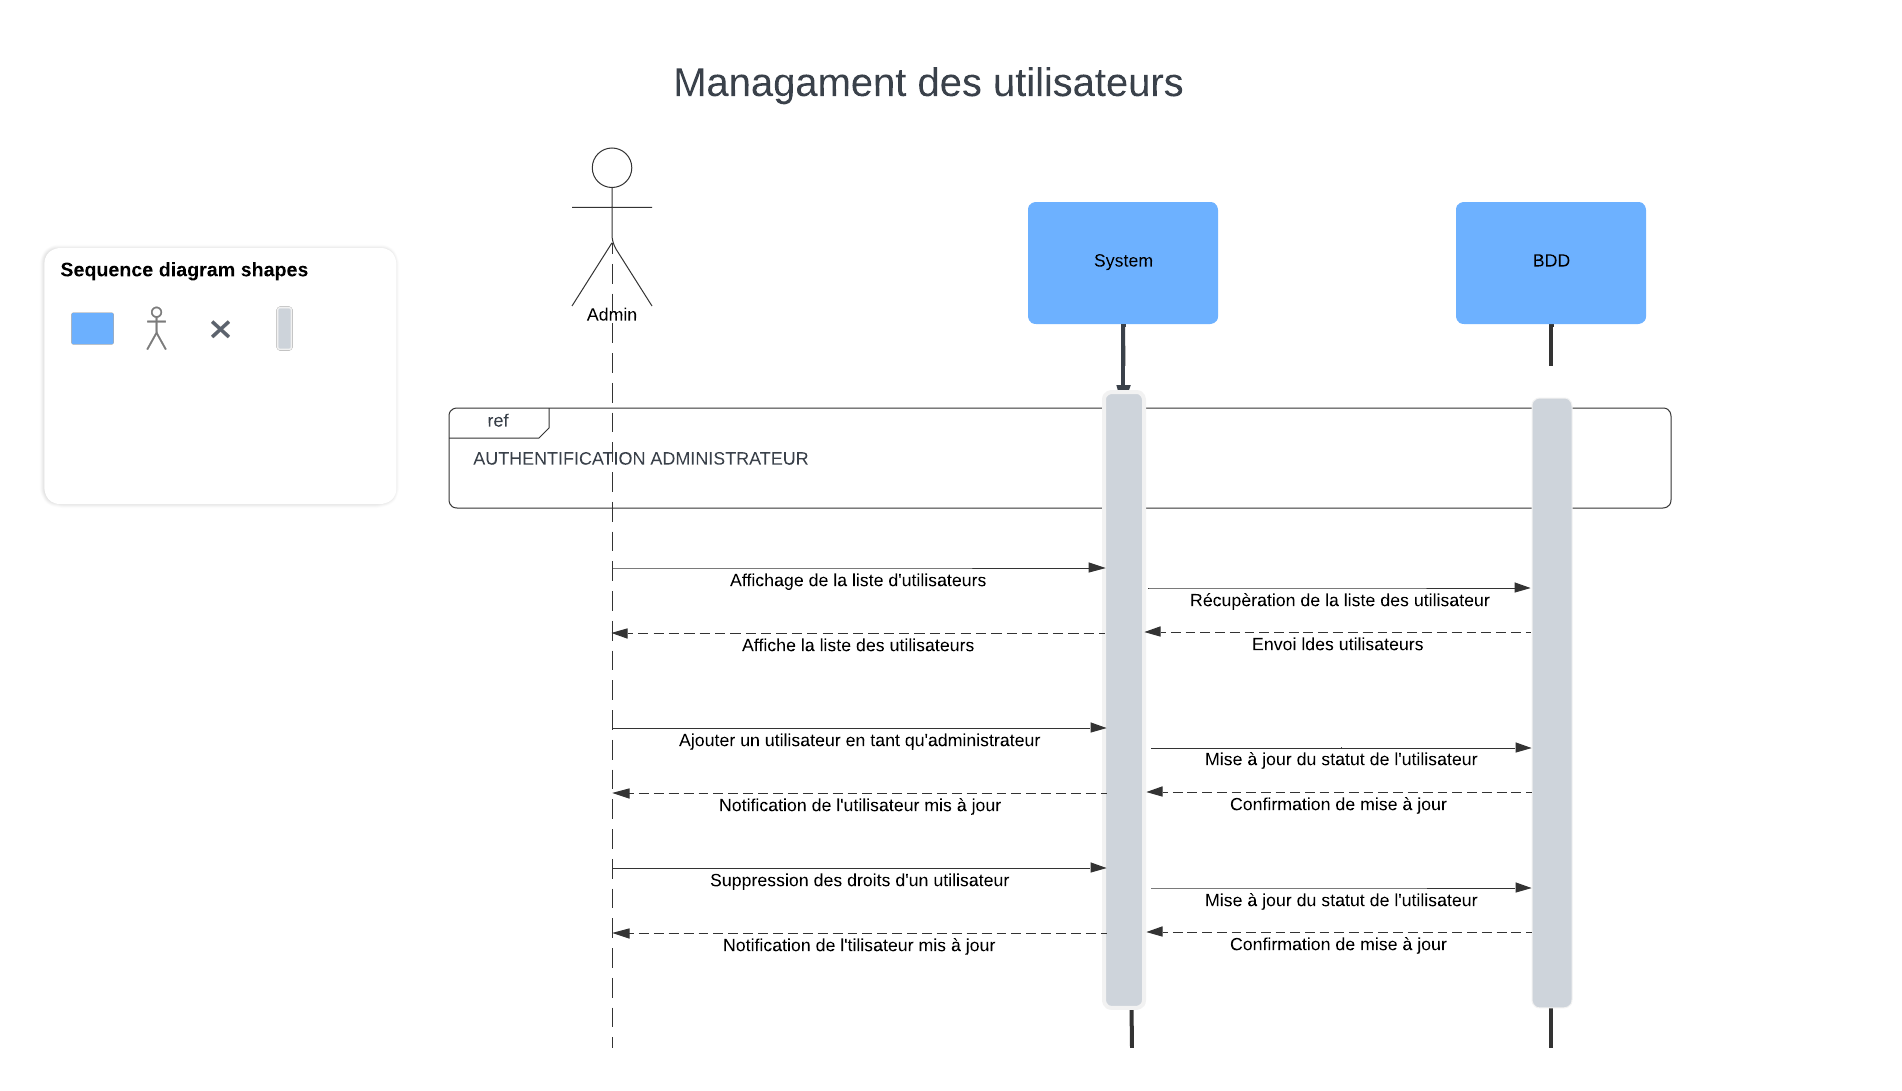 Managament des utilisateurs
Admin
System
BDD
Sequence diagram shapes
ref
AUTHENTIFICATION ADMINISTRATEUR
Affichage de la liste d'utilisateurs
Récupèration de la liste des utilisateur
Affiche la liste des utilisateurs
Envoi ldes utilisateurs
Ajouter un utilisateur en tant qu'administrateur
Mise à jour du statut de l'utilisateur
Notification de l'utilisateur mis à jour
Confirmation de mise à jour
Suppression des droits d'un utilisateur
Mise à jour du statut de l'utilisateur
Notification de l'tilisateur mis à jour
Confirmation de mise à jour